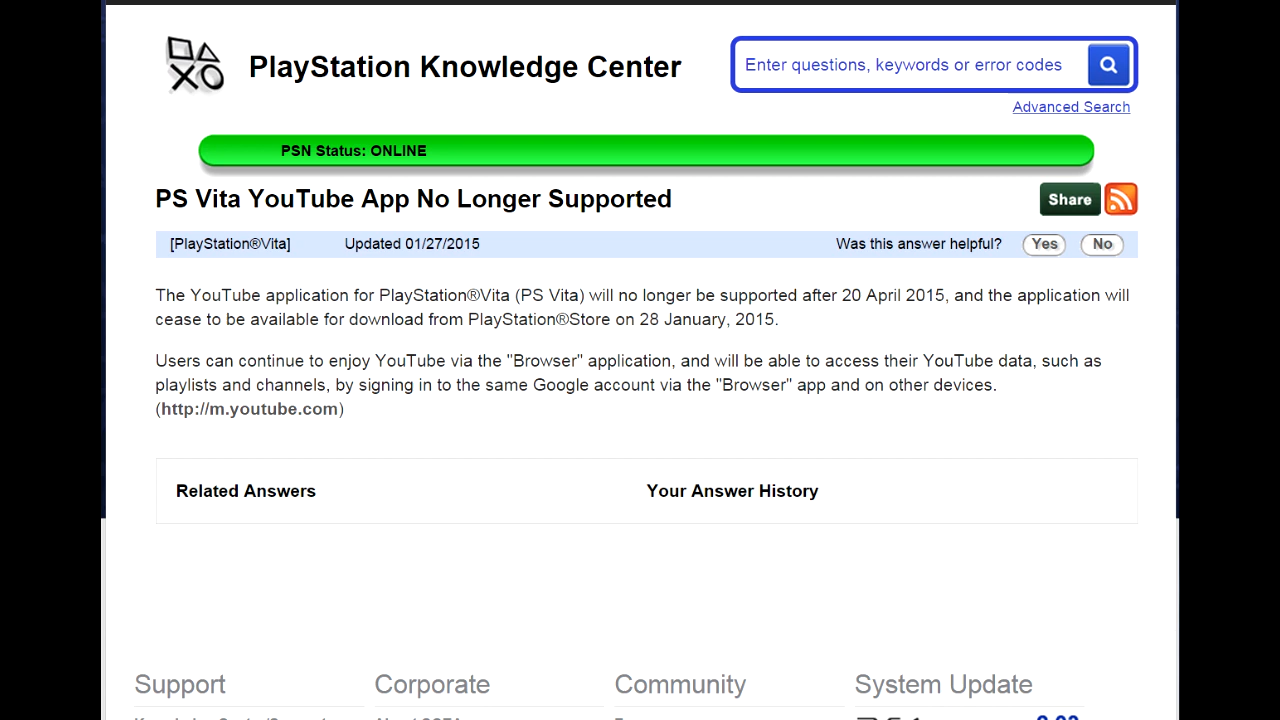 PlayStation Knowledge Center
Enter questions, keywords or error codes
Advanced Search
PSN Status: ONLINE
PS Vita YouTube App No Longer Supported
Share
[PlayStation®Vita] Updated 01/27/2015 Was this answer helpful? Yes No
The YouTube application for PlayStation®Vita (PS Vita) will no longer be supported after 20 April 2015, and the application will
cease to be available for download from PlayStation®Store on 28 January, 2015.
Users can continue to enjoy YouTube via the "Browser" application, and will be able to access their YouTube data, such as
playlists and channels, by signing in to the same Google account via the "Browser" app and on other devices.
(http://m.youtube.com)
Related Answers Your Answer History
Support Corporate Community System Update